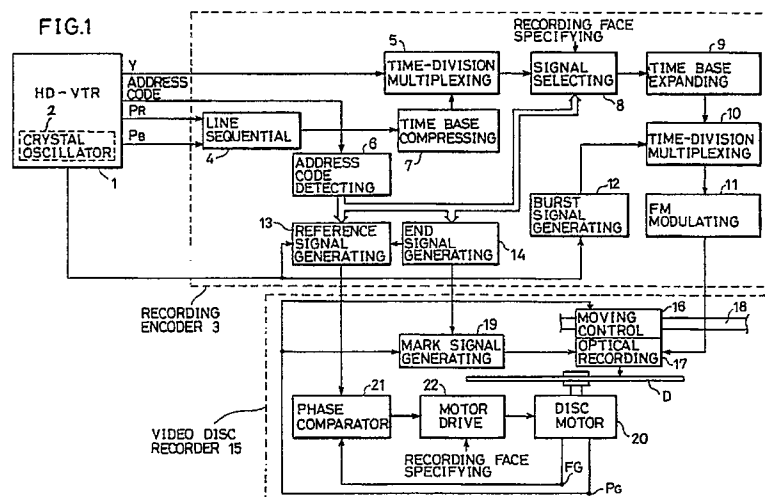 FIG.1
HD-VTR
2
CRYSTAL
OSCILLATOR
1
Y
ADDRESS
CODE
PR
PB
LINE
SEQUENTIAL
4
5
TIME-DIVISION
MULTIPLEXING
TIME BASE
COMPRESSING
7
6
ADDRESS
CODE
DETECTING
RECORDING FACE
SPECIFYING
SIGNAL
SELECTING
8
9
TIME BASE
EXPANDING
10
TIME-DIVISION
MULTIPLEXING
11
FM
MODULATING
12
BURST SIGNAL
GENERATING
13
REFERENCE
SIGNAL
GENERATING
END
SIGNAL
GENERATING
14
RECORDING
ENCODER 3
16
18
MOVING
CONTROL
OPTICAL
RECORDING
17
19
MARK SIGNAL
GENERATING
D
21
PHASE
COMPARATOR
22
MOTOR
DRIVE
DISC
MOTOR
20
VIDEO DISC
RECORDER 15
RECORDING FACE
SPECIFYING
FG
PG